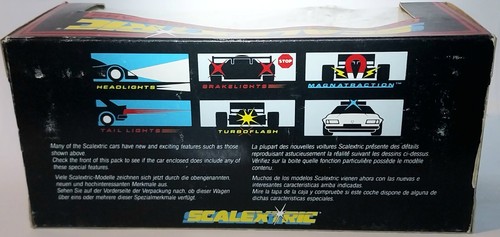 HEADLIGHTS
BRAKELIGHTS
STOP
MAGNATRACTION™
TAIL LIGHTS
TURBOFLASH
Many of the Scalextric cars have new and exciting features such as those
shown above.
Check the front of this pack to see if the car enclosed does include any of
these special features.
Viele Scalextric-Modelle zeichnen sich jetzt durch die obengenannten,
neuen und hochinteressanten Merkmale aus.
Sehen Sie auf der Vorderseite der Verpackung nach, ob dieser Wagen
über eins oder mehrere dieser Spezialmerkmale verfügt.
La plupart des nouvelles voitures Scalextric présente des détails
reproduisant astucieusement la réalité suivant les dessins ci-dessus
Vérifiez sur la boite quelle fonction particulière possède le modèle
contenu.
Muchos de los modelos Scalextric vienen ahora con las nuevas e
interesantes características arriba indicadas.
Mire la tapa de la caja y compruebe si este coche dispone de alguna de
dichas características especiales.
SCALEXTRIC